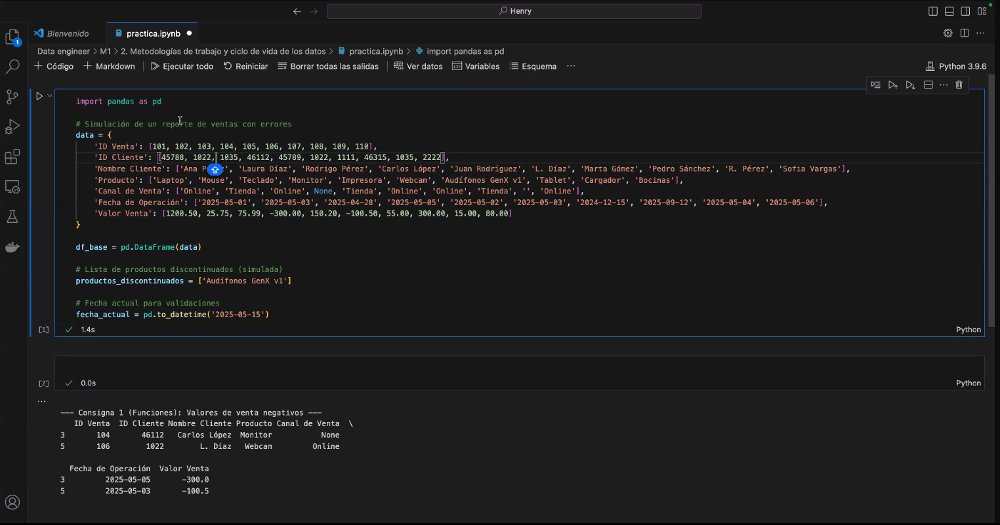 Henry
Bienvenido
practica.ipynb
1
Data engineer > M1 > 2. Metodologías de trabajo y ciclo de vida de los datos > practica.ipynb > import pandas as pd
Código
Markdown
Ejecutar todo
Reiniciar
Borrar todas las salidas
Ver datos
Variables
Esquema
Python 3.9.6
import pandas as pd
# Simulación de un reporte de ventas con errores
data = {
'ID Venta': [101, 102, 103, 104, 105, 106, 107, 108, 109, 110],
'ID Cliente': [45788, 1022, 1035, 46112, 45789, 1022, 1111, 46315, 1035, 2222],
'Nombre Cliente': ['Ana 'Laura Díaz', 'Rodrigo Pérez', 'Carlos López', 'Juan Rodríguez', 'L. Díaz', 'Marta Gómez', 'Pedro Sánchez', 'R. Pérez', 'Sofia Vargas'],
'Producto': ['Laptop', 'Mouse', 'Teclado', 'Monitor', 'Impresora', 'Webcam', 'Audífonos GenX v1', 'Tablet', 'Cargador', 'Bocinas'],
'Canal de Venta': ['Online', 'Tienda', 'Online', None, 'Tienda', 'Online', 'Online', 'Tienda', '', 'Online'],
'Fecha de Operación': ['2025-05-01', '2025-05-03', '2025-04-28', '2025-05-05', '2025-05-02', '2025-05-03', '2024-12-15', '2025-09-12', '2025-05-04', '2025-05-06'],
'Valor Venta': [1200.50, 25.75, 75.99, -300.00, 150.20, -100.50, 55.00, 300.00, 15.00, 80.00]
}
df_base = pd.DataFrame(data)
# Lista de productos discontinuados (simulada)
productos_discontinuados = ['Audífonos GenX v1']
# Fecha actual para validaciones
fecha_actual = pd.to_datetime('2025-05-15')
[1] 1.4s Python
[2] 0.0s Python
...
--- Consigna 1 (Funciones): Valores de venta negativos ---
ID Venta ID Cliente Nombre Cliente Producto Canal de Venta \
3 104 46112 Carlos López Monitor None
5 106 1022 L. Díaz Webcam Online
Fecha de Operación Valor Venta
3 2025-05-05 -300.0
5 2025-05-03 -100.5